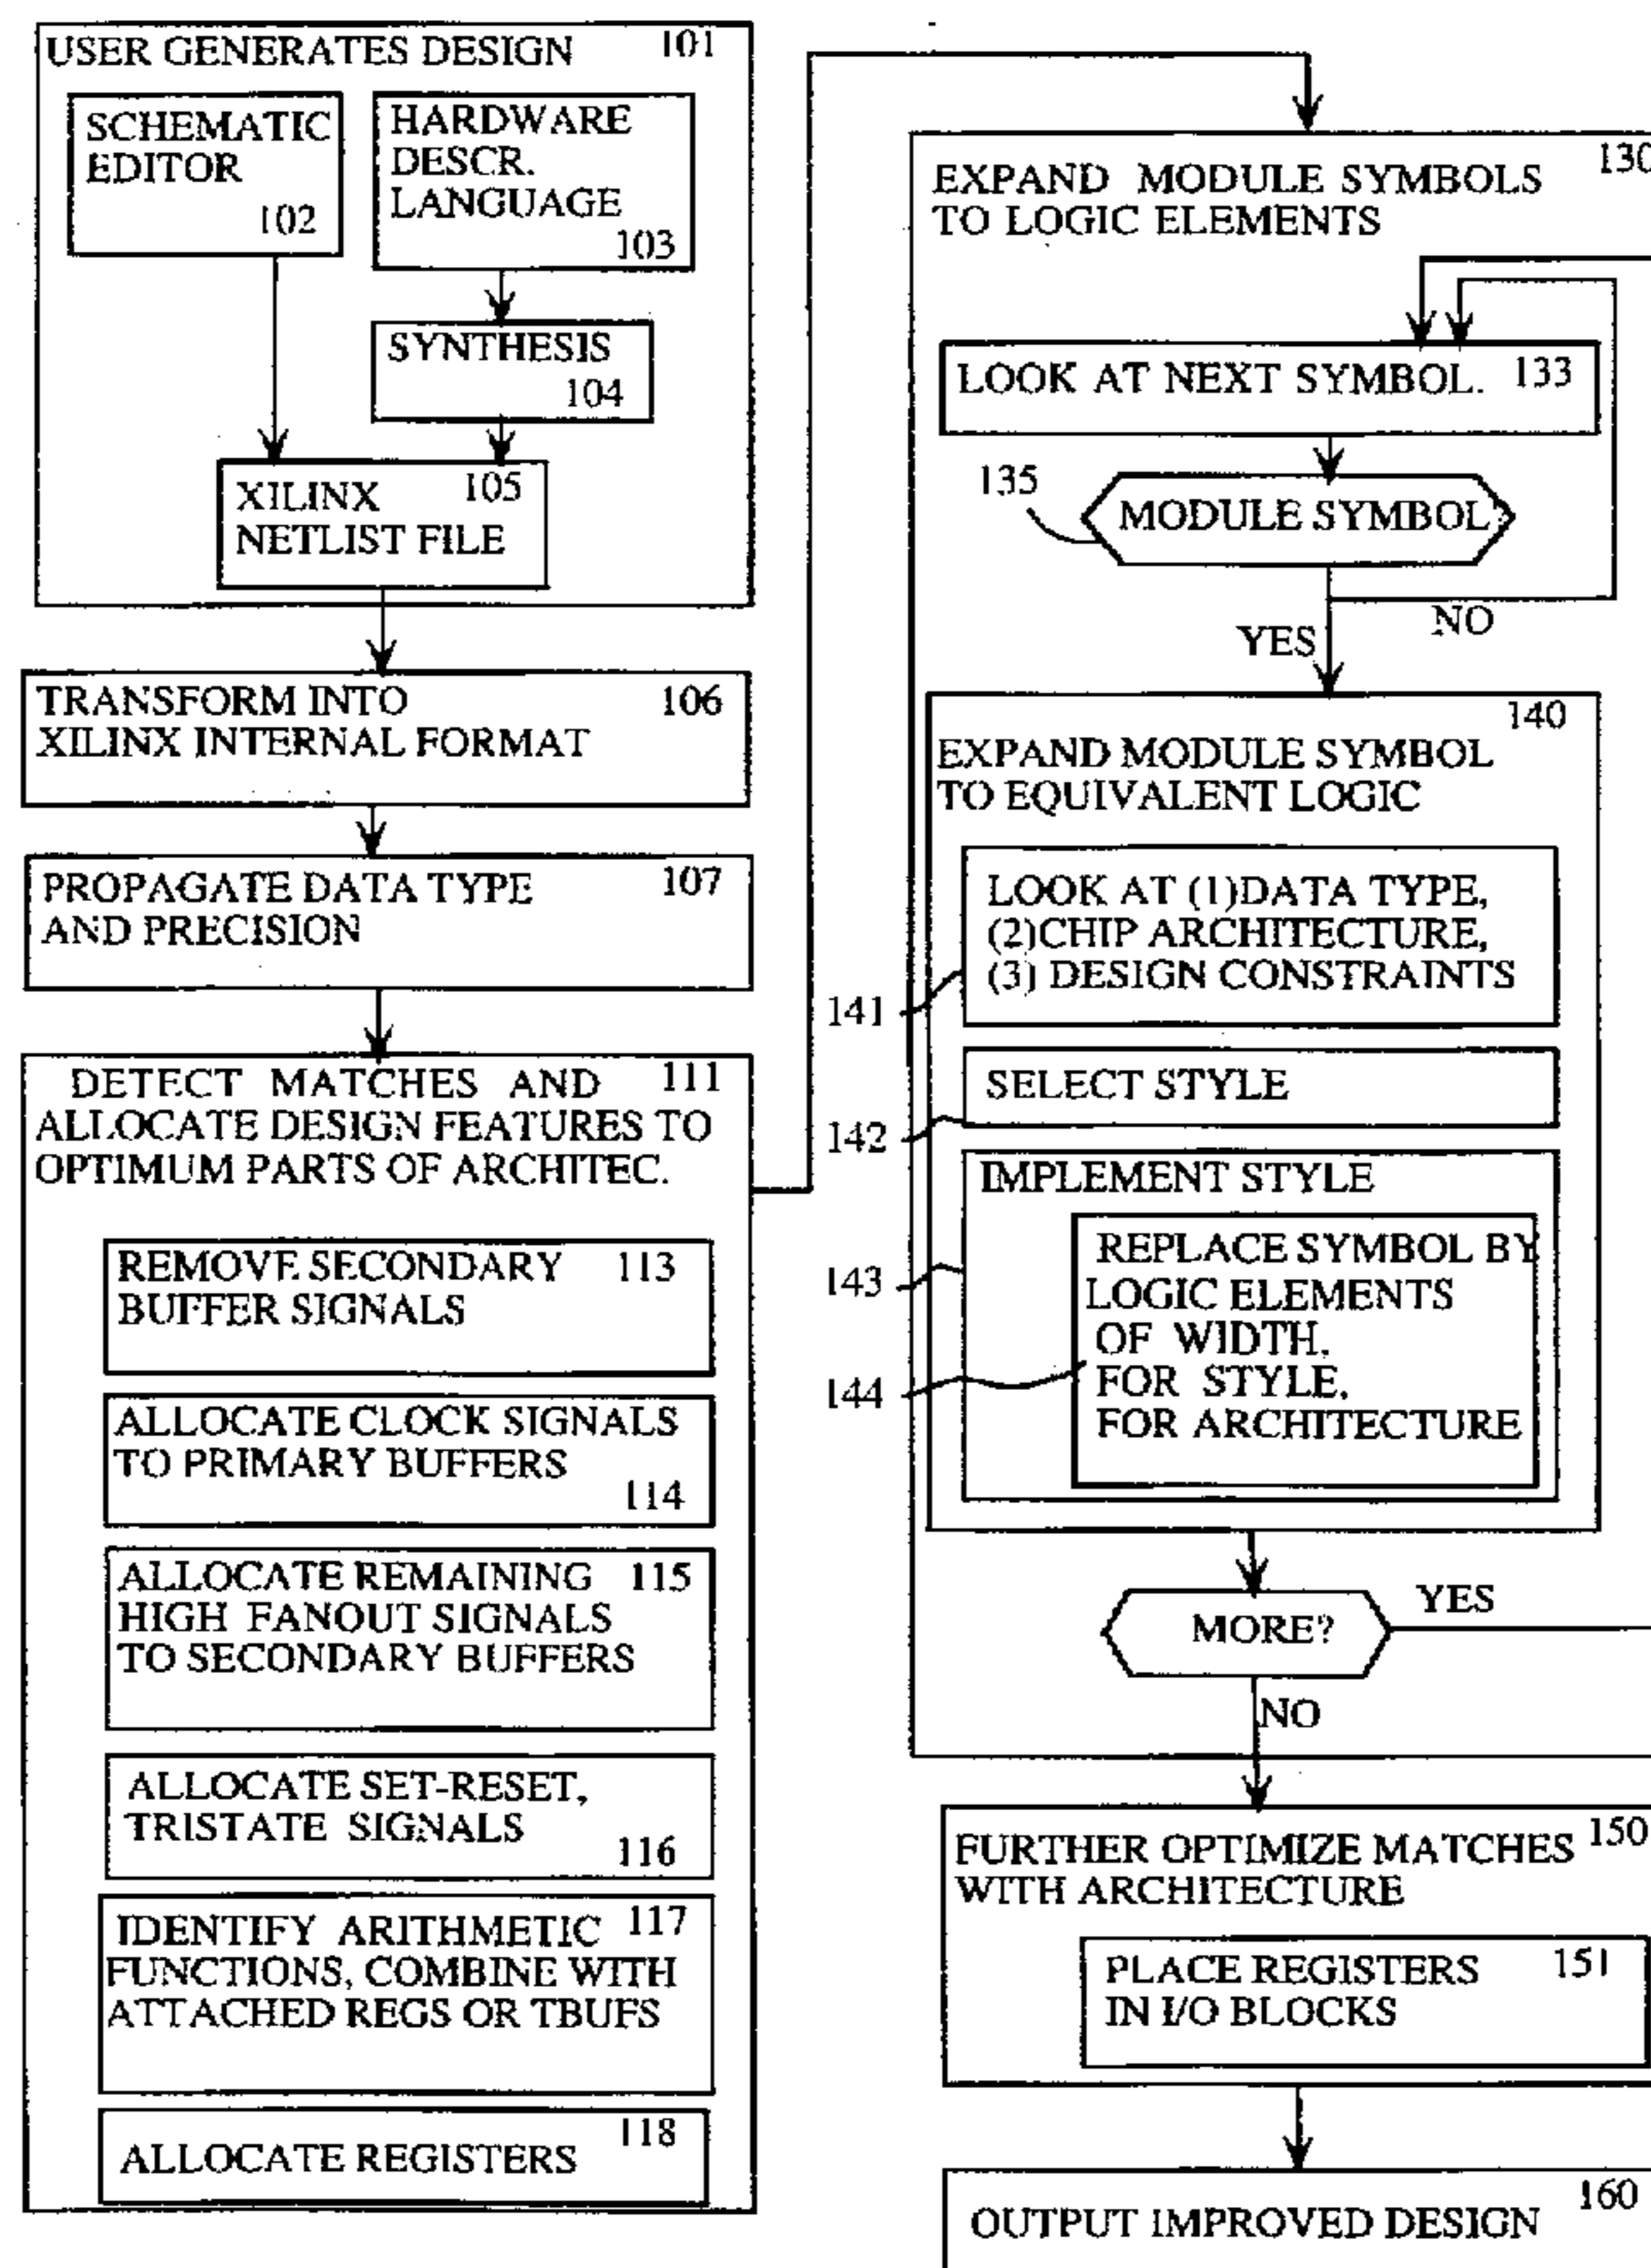 USER GENERATES DESIGN 101
SCHEMATIC
EDITOR
102
HARDWARE
DESCR.
LANGUAGE
103
SYNTHESIS
104
XILINX 105
NETLIST FILE
TRANSFORM INTO 106
XILINX INTERNAL FORMAT
PROPAGATE DATA TYPE 107
AND PRECISION
DETECT MATCHES AND 111
ALLOCATE DESIGN FEATURES TO
OPTIMUM PARTS OF ARCHITEC.
REMOVE SECONDARY 113
BUFFER SIGNALS
ALLOCATE CLOCK SIGNALS
TO PRIMARY BUFFERS
114
ALLOCATE REMAINING 115
HIGH FANOUT SIGNALS
TO SECONDARY BUFFERS
ALLOCATE SET-RESET,
TRISTATE SIGNALS
116
IDENTIFY ARITHMETIC 117
FUNCTIONS, COMBINE WITH
ATTACHED REGS OR TBUFS
118
ALLOCATE REGISTERS
130
EXPAND MODULE SYMBOLS
TO LOGIC ELEMENTS
LOOK AT NEXT SYMBOL. 133
135
MODULE SYMBOL
NO
YES
140
EXPAND MODULE SYMBOL
TO EQUIVALENT LOGIC
LOOK AT (1)DATA TYPE,
(2)CHIP ARCHITECTURE,
(3) DESIGN CONSTRAINTS
141
SELECT STYLE
142
IMPLEMENT STYLE
REPLACE SYMBOL BY
LOGIC ELEMENTS
OF WIDTH,
FOR STYLE,
FOR ARCHITECTURE
143
144
MORE?
YES
NO
FURTHER OPTIMIZE MATCHES 150
WITH ARCHITECTURE
PLACE REGISTERS 151
IN I/O BLOCKS
160
OUTPUT IMPROVED DESIGN